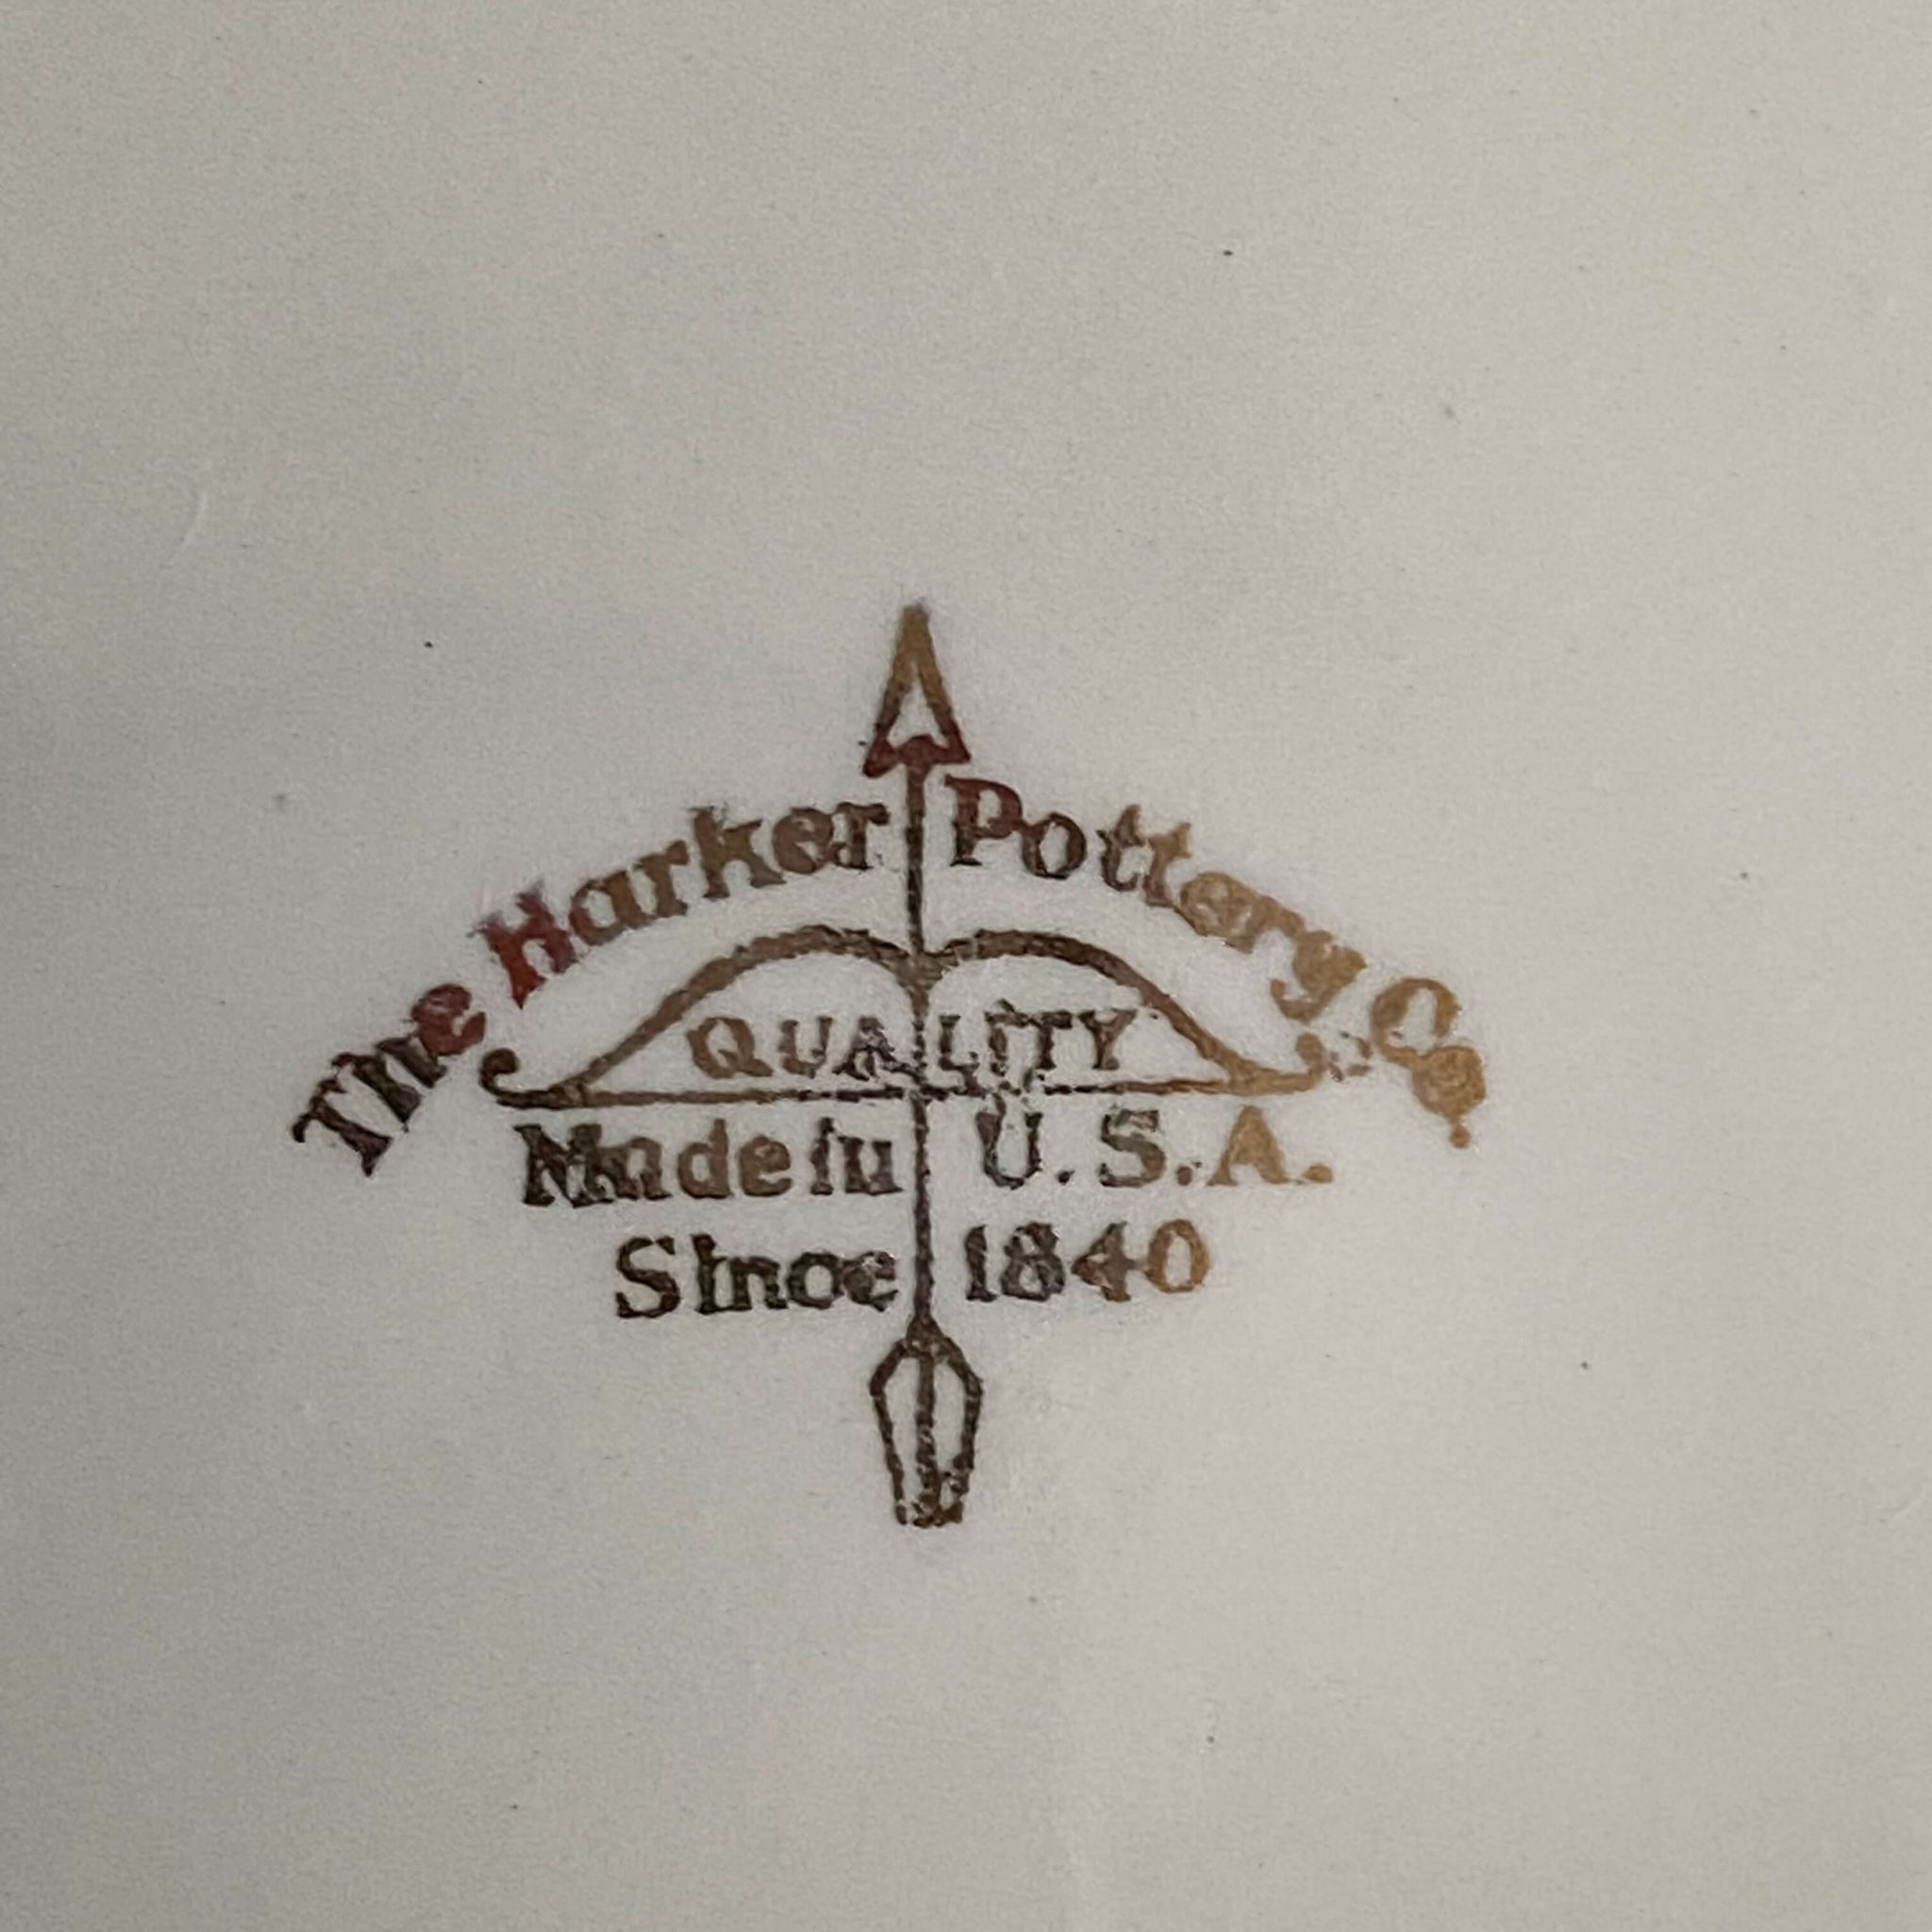 The Harker Pottery Co.
QUALITY
Made in U.S.A.
Since 1840